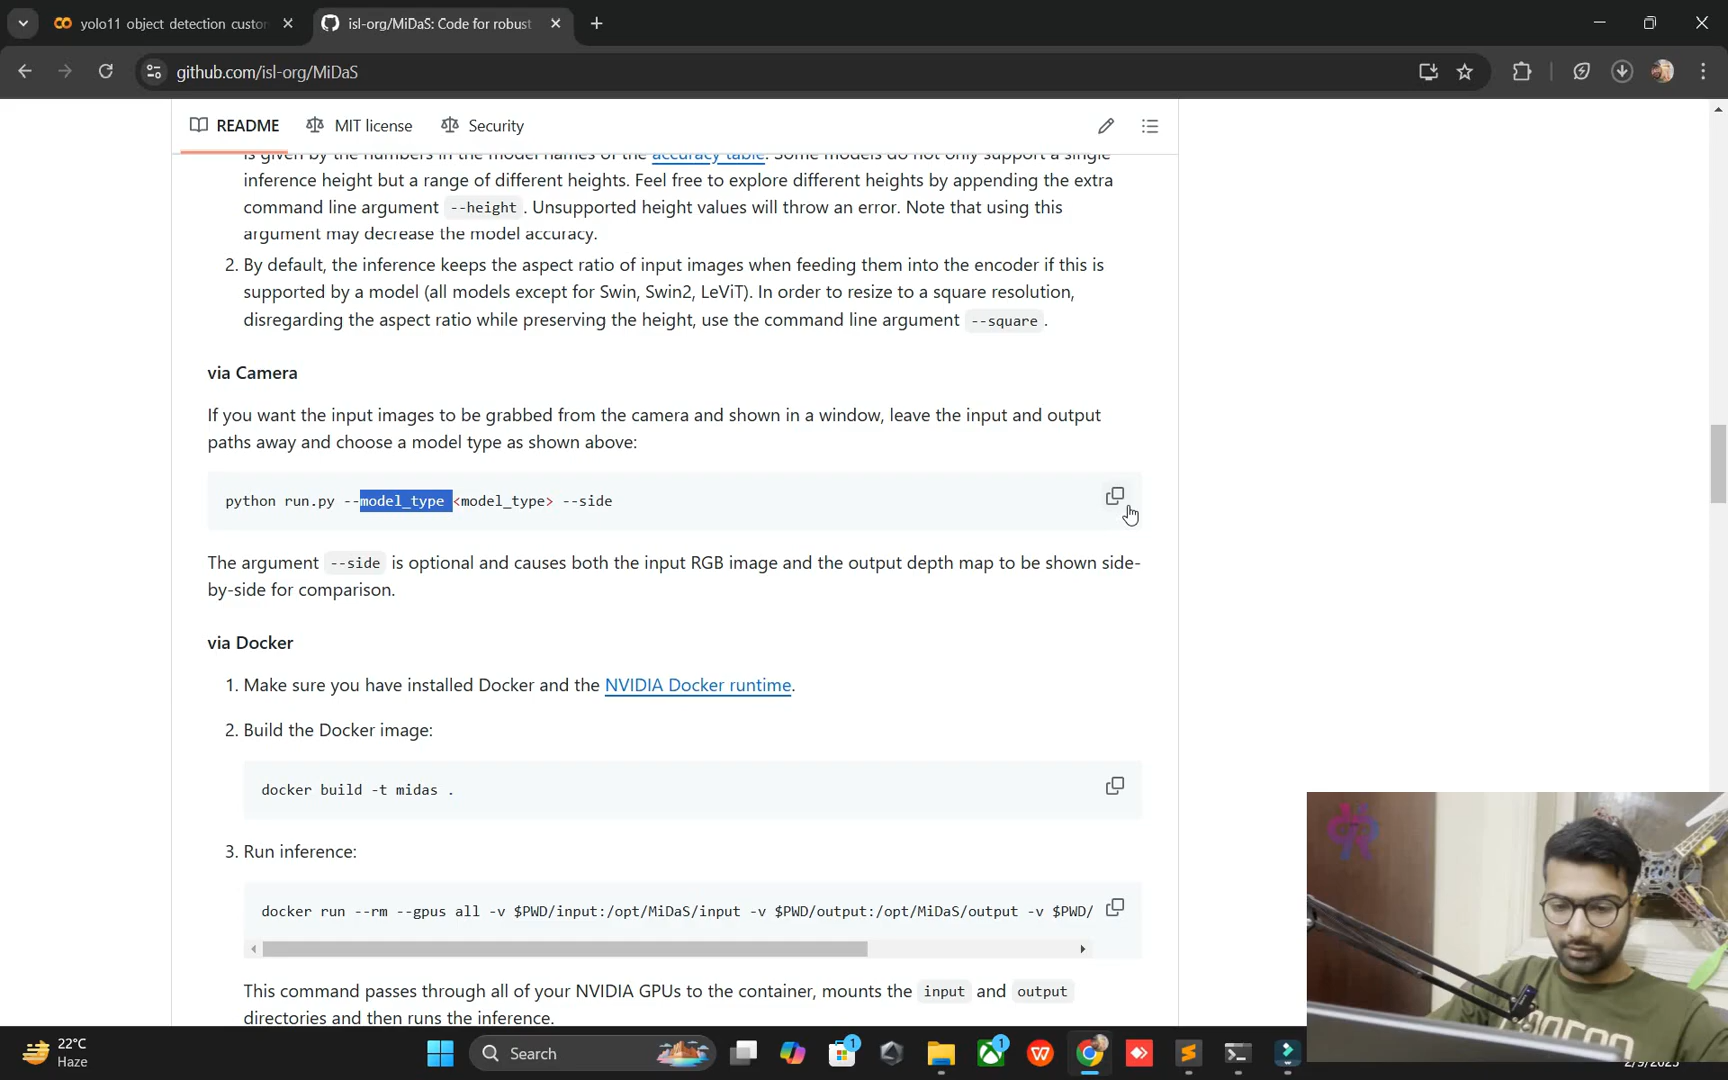 yolo11 object detection custo
isl-org/MiDaS: Code for robust
github.com/isl-org/MiDaS
README
MIT license
Security
is given by the numbers in the model names of the accuracy table. Some models do not only support a single
inference height but a range of different heights. Feel free to explore different heights by appending the extra
command line argument --height. Unsupported height values will throw an error. Note that using this
argument may decrease the model accuracy.
2. By default, the inference keeps the aspect ratio of input images when feeding them into the encoder if this is
supported by a model (all models except for Swin, Swin2, LeViT). In order to resize to a square resolution,
disregarding the aspect ratio while preserving the height, use the command line argument --square.
via Camera
If you want the input images to be grabbed from the camera and shown in a window, leave the input and output
paths away and choose a model type as shown above:
python run.py --model_type <model_type> --side
The argument --side is optional and causes both the input RGB image and the output depth map to be shown side-
by-side for comparison.
via Docker
1. Make sure you have installed Docker and the NVIDIA Docker runtime.
2. Build the Docker image:
docker build -t midas .
3. Run inference:
docker run --rm --gpus all -v $PWD/input:/opt/MiDaS/input -v $PWD/output:/opt/MiDaS/output -v $PWD/
This command passes through all of your NVIDIA GPUs to the container, mounts the input and output
directories and then runs the inference.
22°C
Haze
Search
1
1